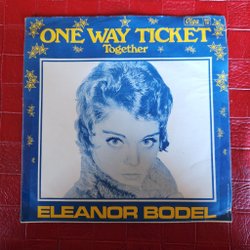 ONE WAY TICKET
Together
ELEANOR BODEL